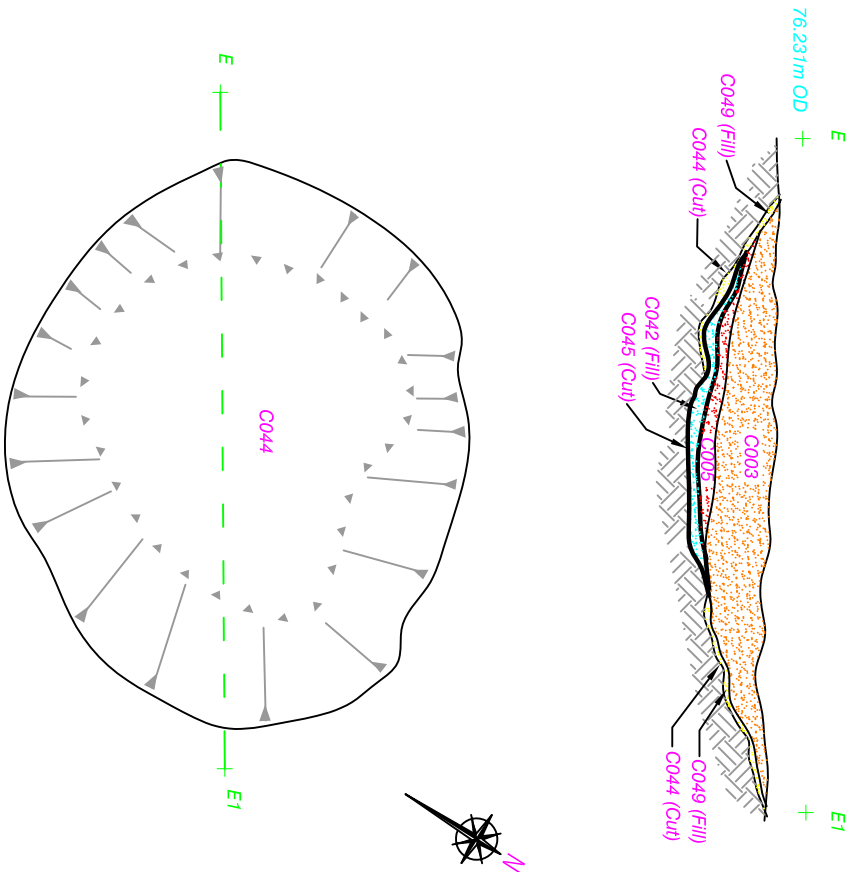 76.231m OD
E
E1
C049 (Fill)
C044 (Cut)
C042 (Fill)
C045 (Cut)
C003
C005
C049 (Fill)
C044 (Cut)
E
C044
E1
N